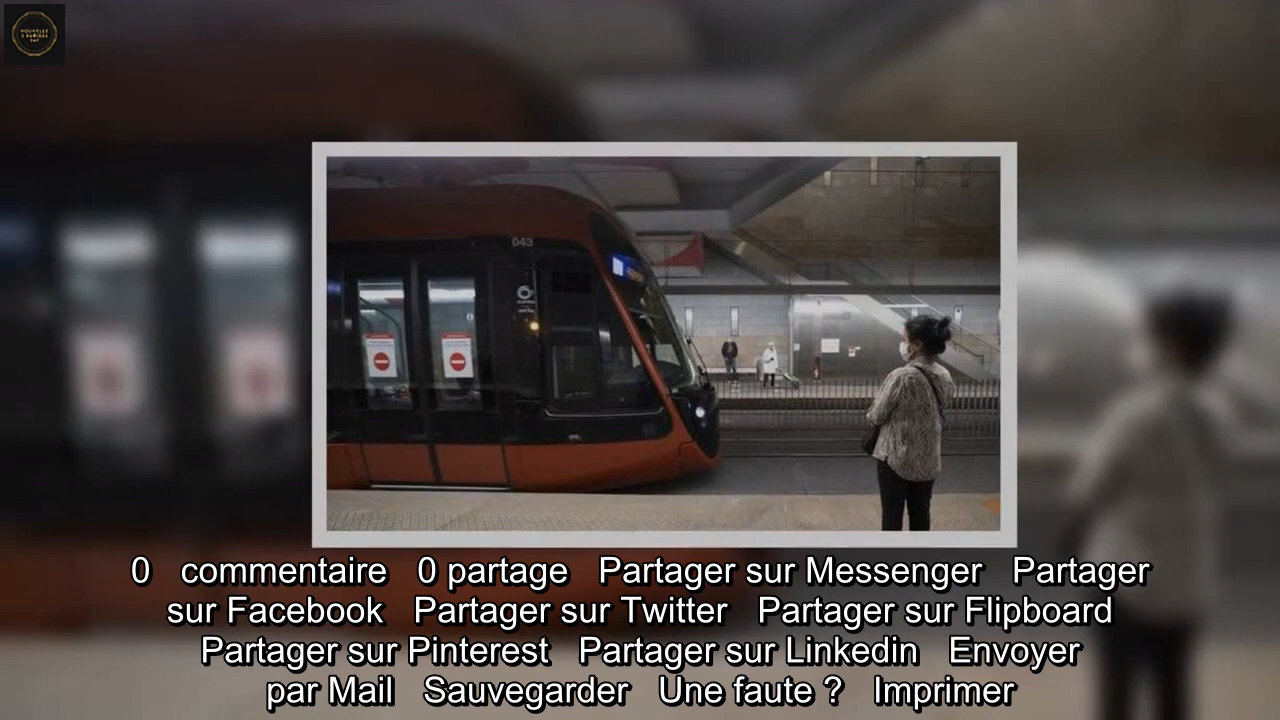 NOUVELLE
043
0 commentaire 0 partage Partager sur Messenger Partager
sur Facebook Partager sur Twitter Partager sur Flipboard
Partager sur Pinterest Partager sur Linkedin Envoyer
par Mail Sauvegarder Une faute ? Imprimer